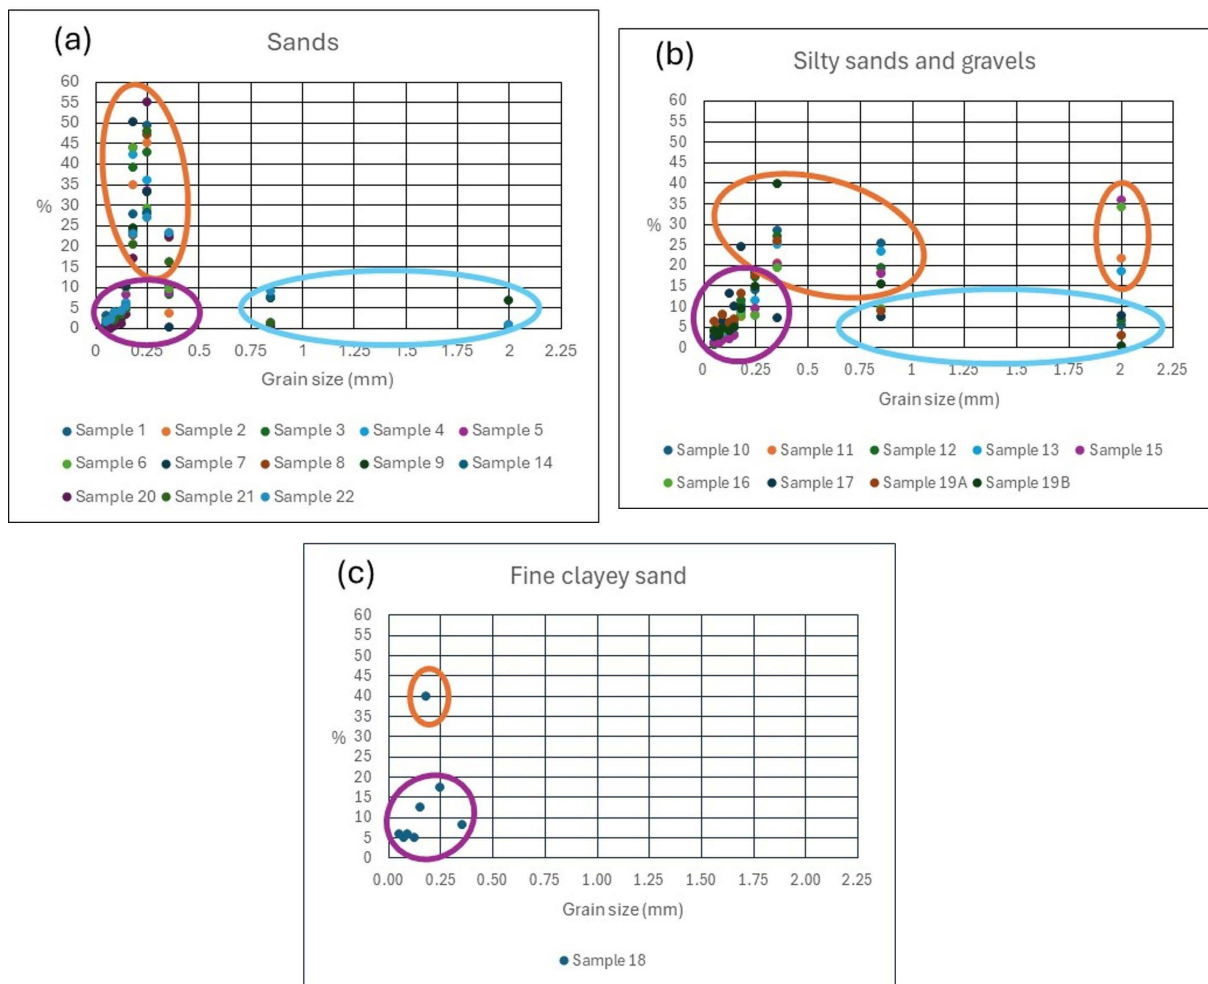 (a)
Sands
60
55
50
45
40
35
%
30
25
20
15
10
5
0
0 0.25 0.5 0.75 1 1.25 1.5 1.75 2 2.25
Grain size (mm)
Sample 1 Sample 2 Sample 3 Sample 4 Sample 5
Sample 6 Sample 7 Sample 8 Sample 9 Sample 14
Sample 20 Sample 21 Sample 22
(b)
Silty sands and gravels
60
55
50
45
40
35
30
%
25
20
15
10
5
0
0 0.25 0.5 0.75 1 1.25 1.5 1.75 2 2.25
Grain size (mm)
Sample 10 Sample 11 Sample 12 Sample 13 Sample 15
Sample 16 Sample 17 Sample 19A Sample 19B
(c)
Fine clayey sand
60
55
50
45
40
35
30
%
25
20
15
10
5
0
0.00 0.25 0.50 0.75 1.00 1.25 1.50 1.75 2.00 2.25
Grain size (mm)
Sample 18